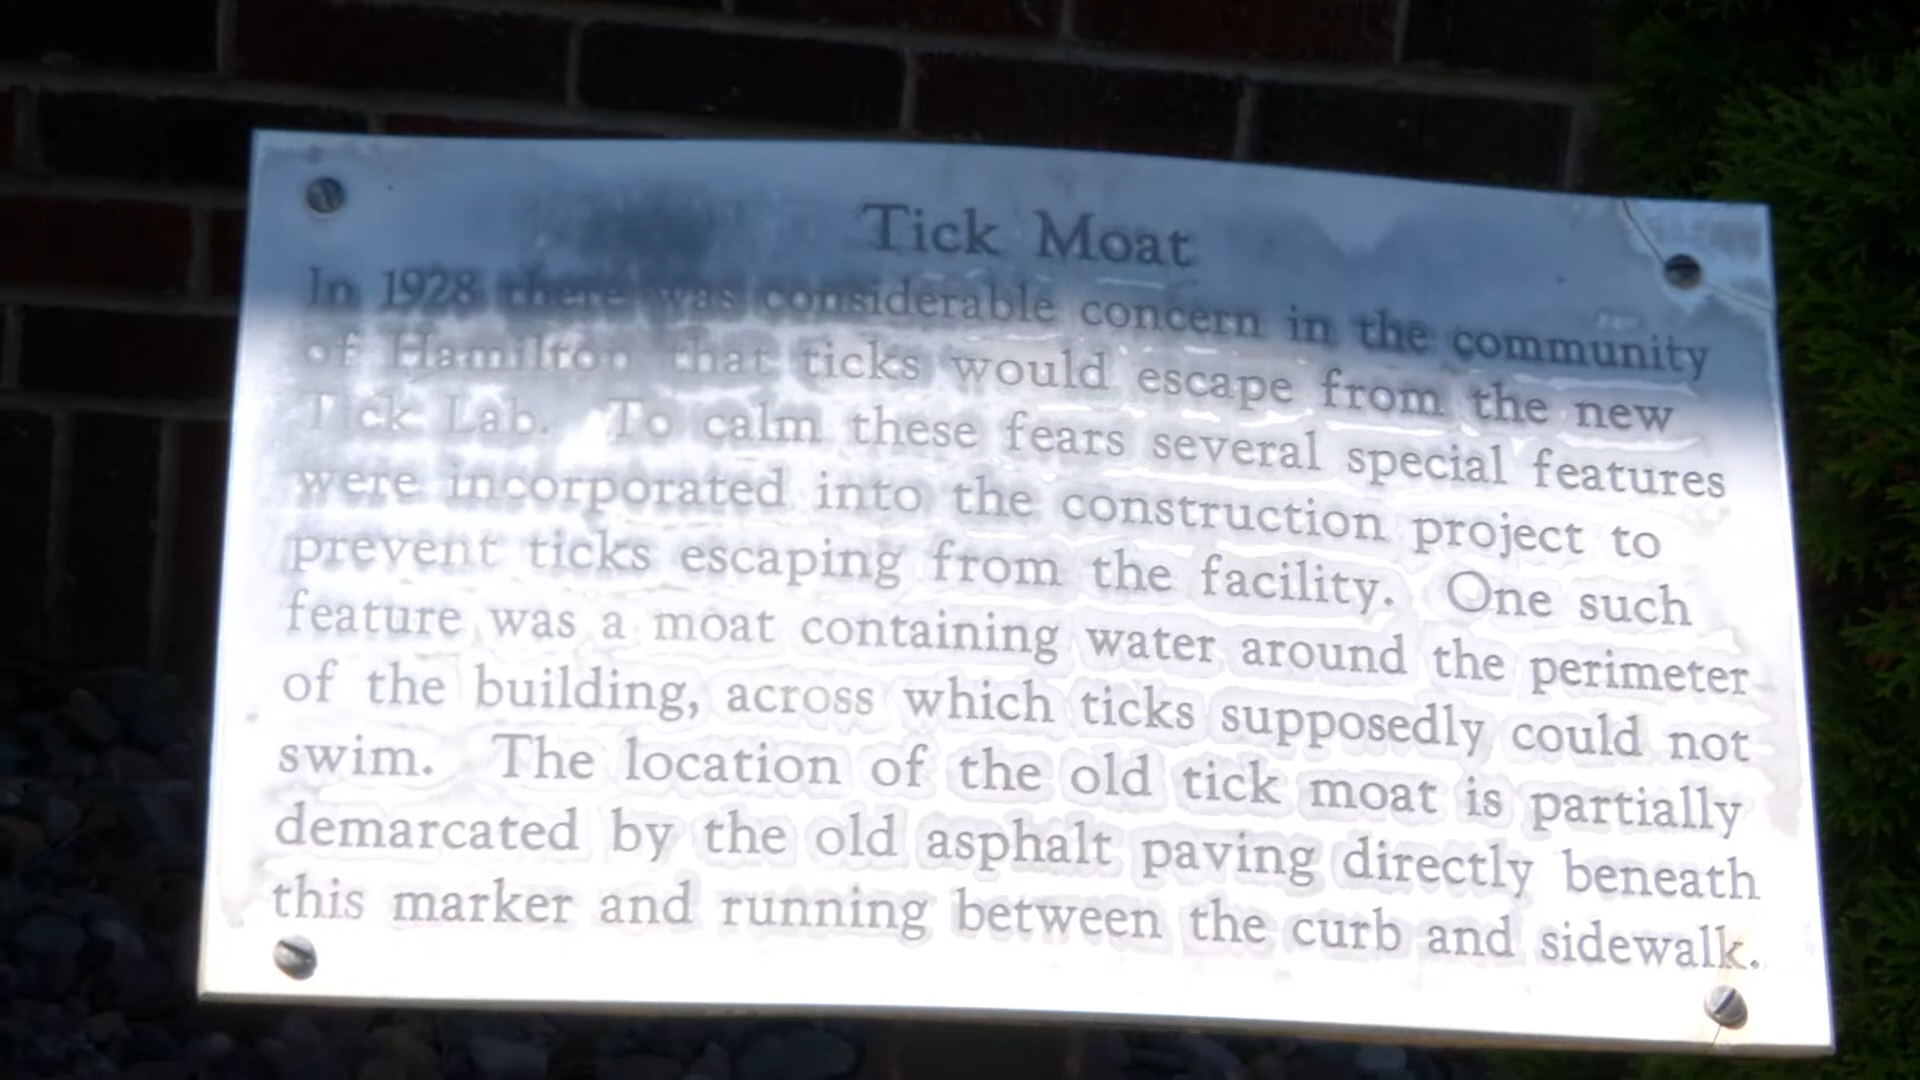 Tick Moat
In 1928 there was considerable concern in the community
of Hamilton that ticks would escape from the new
Tick Lab. To calm these fears several special features
were incorporated into the construction project to
prevent ticks escaping from the facility. One such
feature was a moat containing water around the perimeter
of the building, across which ticks supposedly could not
swim. The location of the old tick moat is partially
demarcated by the old asphalt paving directly beneath
this marker and running between the curb and sidewalk.